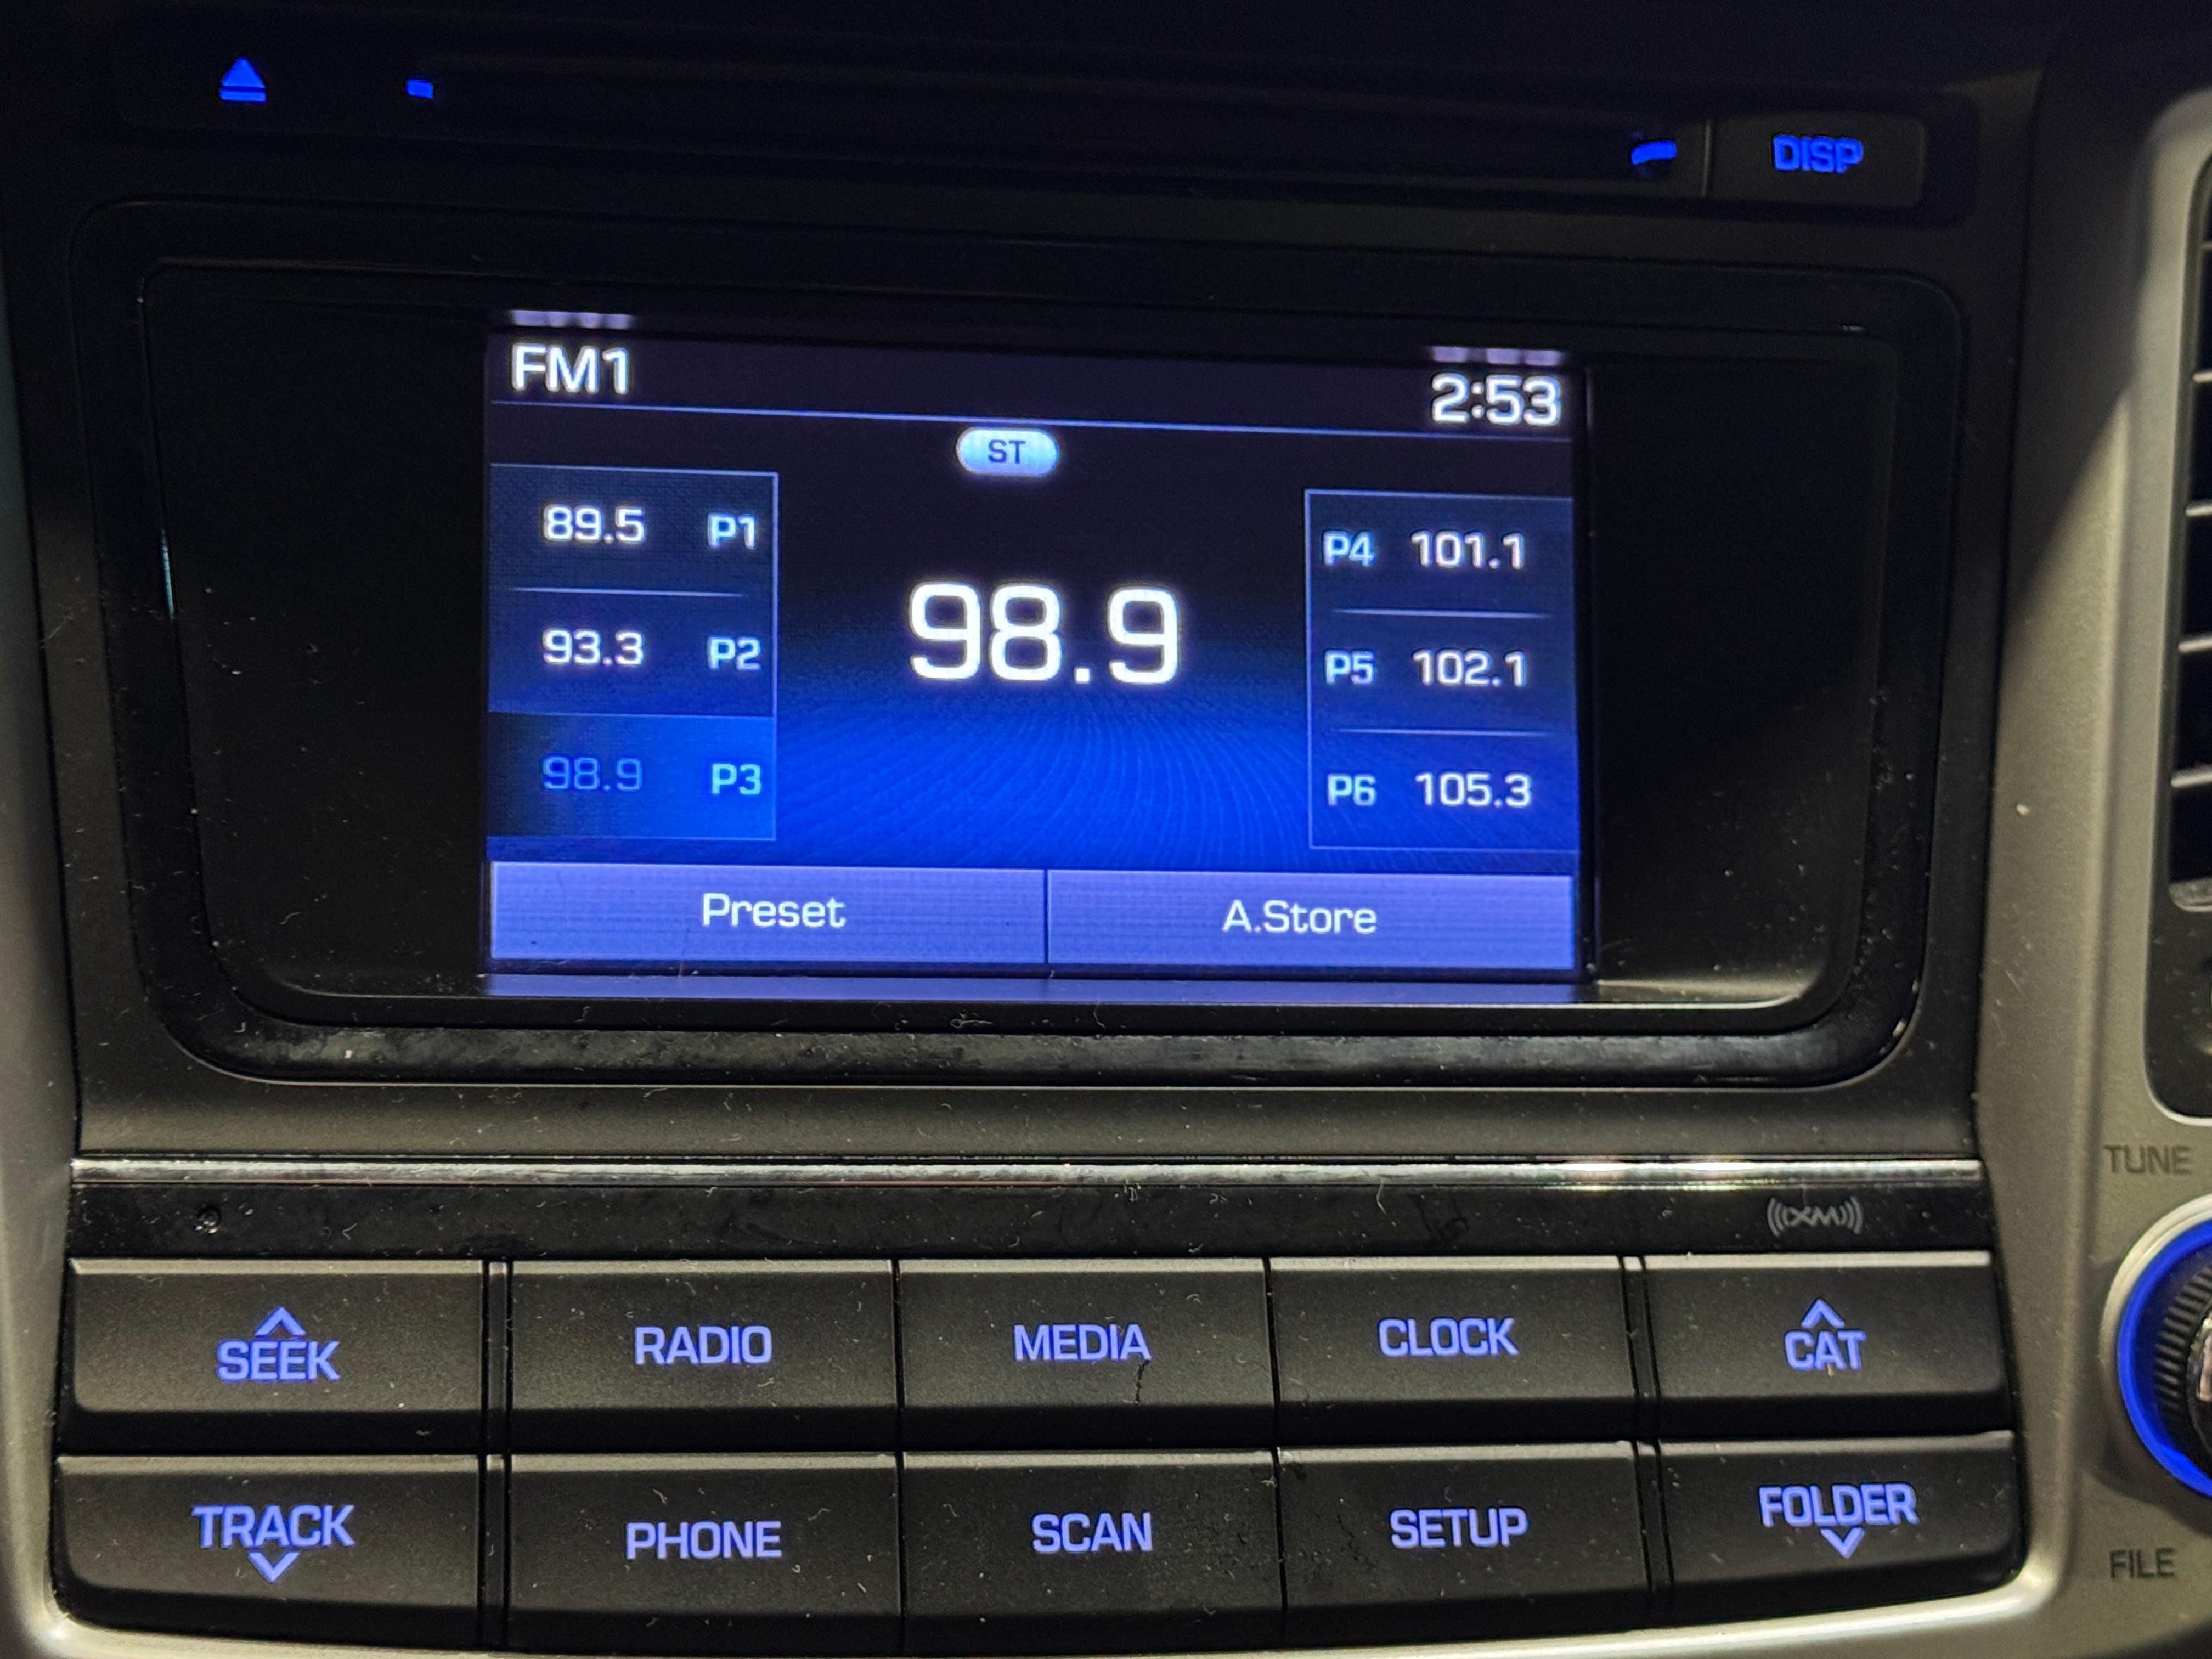 DISP
FM1 2:53
ST
89.5 P1
93.3 P2
98.9 P3
98.9
P4 101.1
P5 102.1
P6 105.3
Preset A.Store
TUNE
((XM))
SEEK RADIO MEDIA CLOCK CAT
TRACK PHONE SCAN SETUP FOLDER
FILE